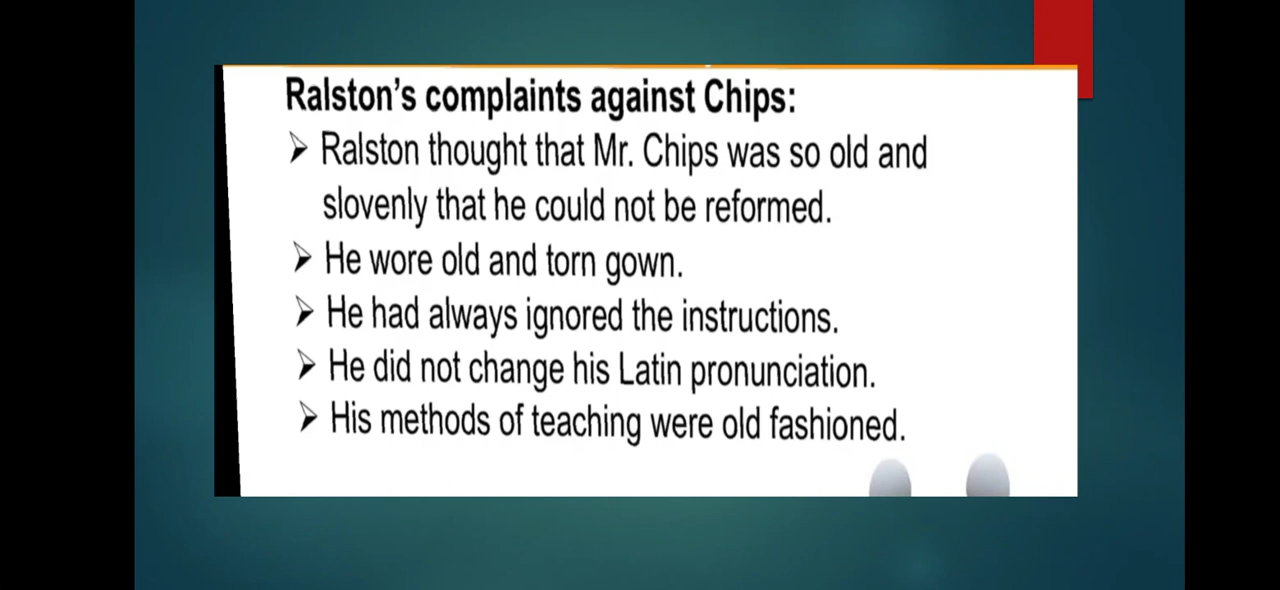 Ralston's complaints against Chips:
➢ Ralston thought that Mr. Chips was so old and
slovenly that he could not be reformed.
➢ He wore old and torn gown.
➢ He had always ignored the instructions.
➢ He did not change his Latin pronunciation.
➢ His methods of teaching were old fashioned.